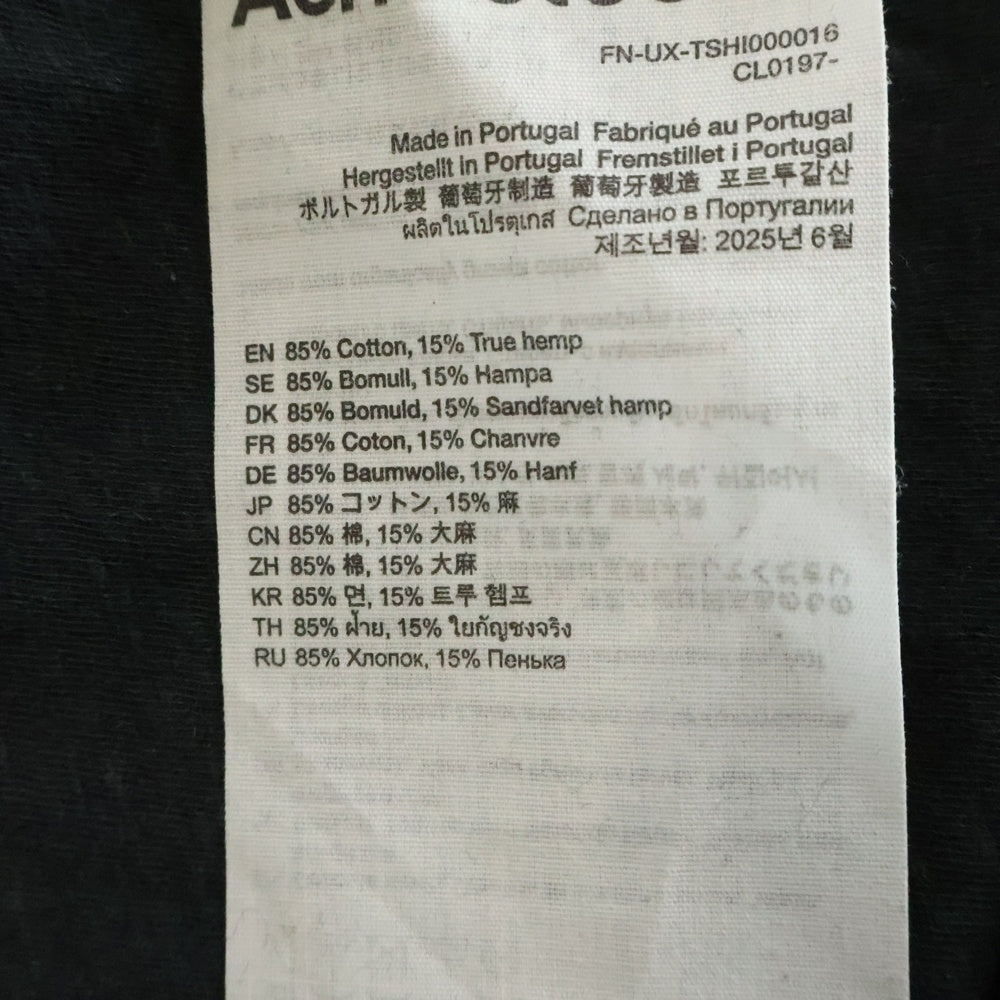 FN-UX-TSHI000016
CL0197-
Made in Portugal Fabriqué au Portugal
Hergestellt in Portugal Fremstillet i Portugal
ポルトガル製 葡萄牙制造 葡萄牙製造 포르투갈산
ผลิตในโปรตุเกส Сделано в Португалии
제조년월: 2025년 6월
EN 85% Cotton, 15% True hemp
SE 85% Bomull, 15% Hampa
DK 85% Bomuld, 15% Sandfarvet hamp
FR 85% Coton, 15% Chanvre
DE 85% Baumwolle, 15% Hanf
JP 85% コットン, 15% 麻
CN 85% 棉, 15% 大麻
ZH 85% 棉, 15% 大麻
KR 85% 면, 15% 트루 헴프
TH 85% ฝ้าย, 15% ใยกัญชงจริง
RU 85% Хлопок, 15% Пенька